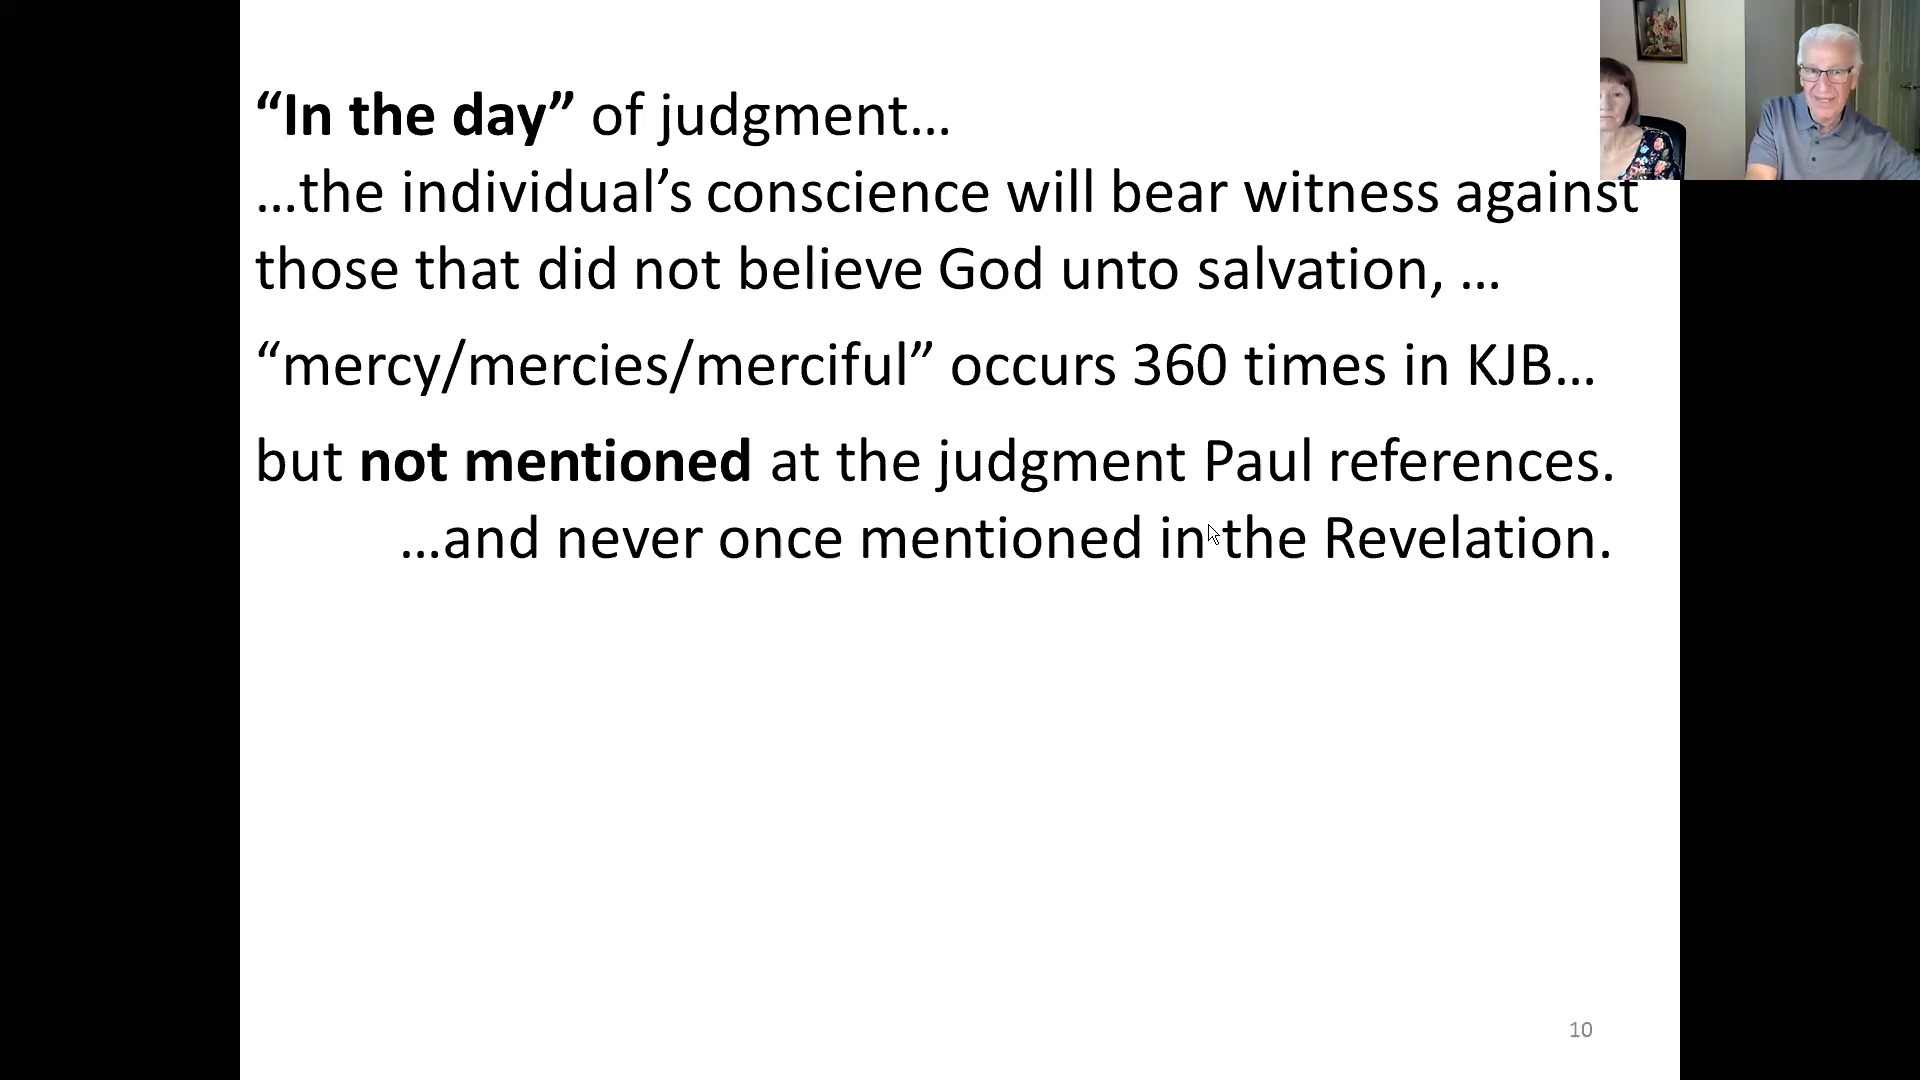 “In the day” of judgment…
…the individual’s conscience will bear witness against
those that did not believe God unto salvation, …
“mercy/mercies/merciful” occurs 360 times in KJB…
but not mentioned at the judgment Paul references.
…and never once mentioned in the Revelation.
10